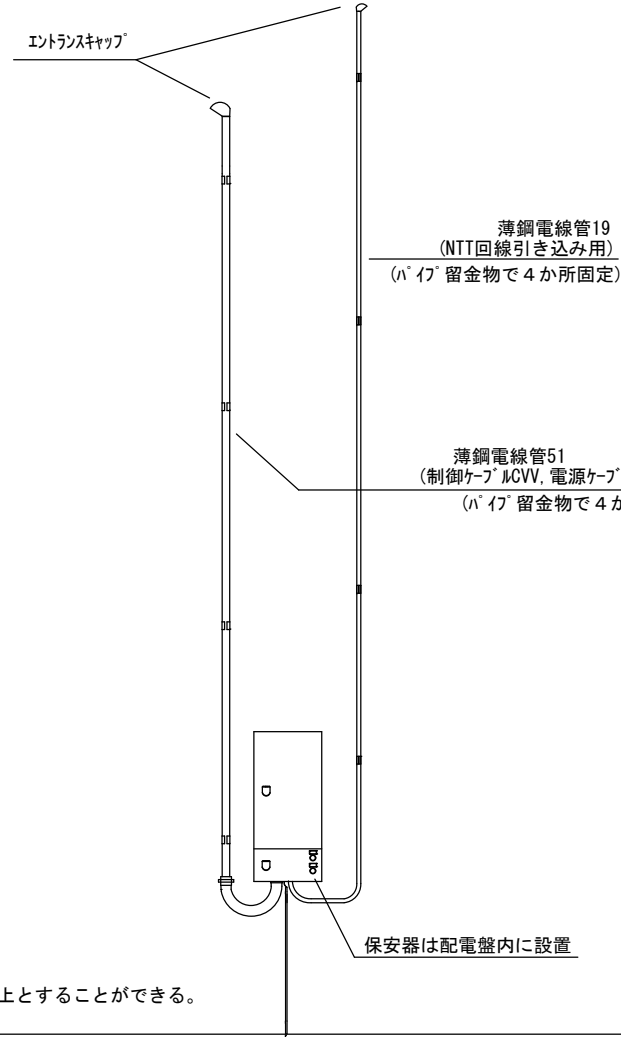 エントランスキャップ
薄鋼電線管19
(NTT回線引き込み用)
(パイプ留金物で４か所固定)
薄鋼電線管51
(制御ケーブルCVV, 電源ケーブ
(パイプ留金物で４か
保安器は配電盤内に設置
上とすることができる。